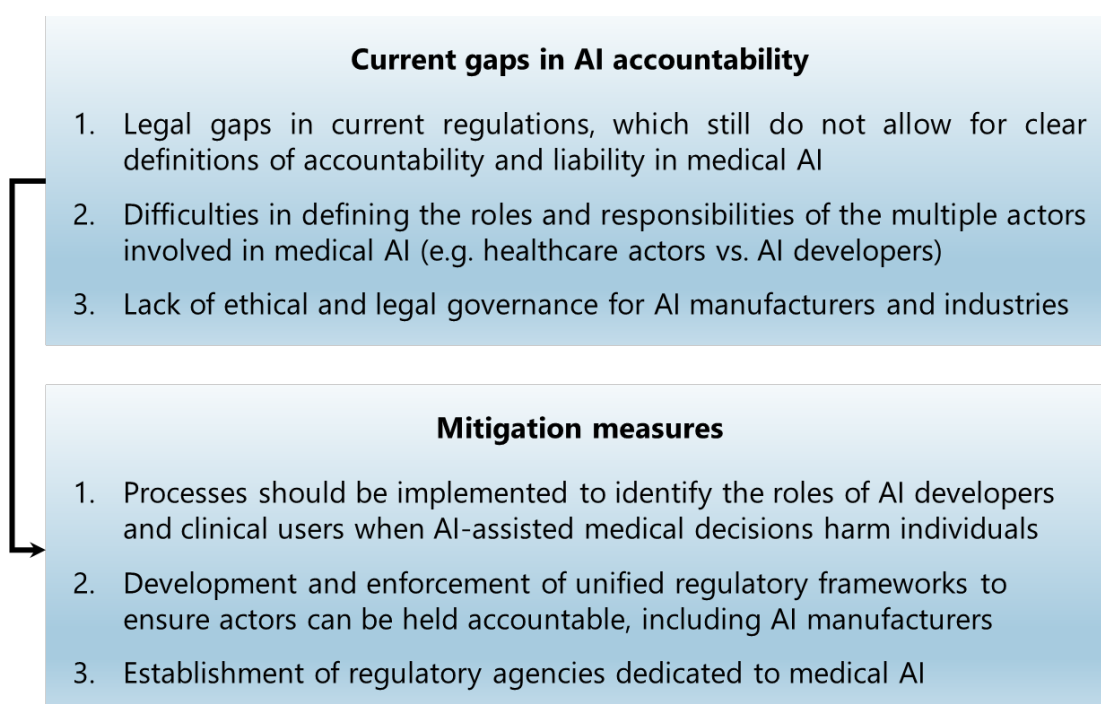 Current gaps in AI accountability
1. Legal gaps in current regulations, which still do not allow for clear
definitions of accountability and liability in medical AI
2. Difficulties in defining the roles and responsibilities of the multiple actors
involved in medical AI (e.g. healthcare actors vs. AI developers)
3. Lack of ethical and legal governance for AI manufacturers and industries
Mitigation measures
1. Processes should be implemented to identify the roles of AI developers
and clinical users when AI-assisted medical decisions harm individuals
2. Development and enforcement of unified regulatory frameworks to
ensure actors can be held accountable, including AI manufacturers
3. Establishment of regulatory agencies dedicated to medical AI